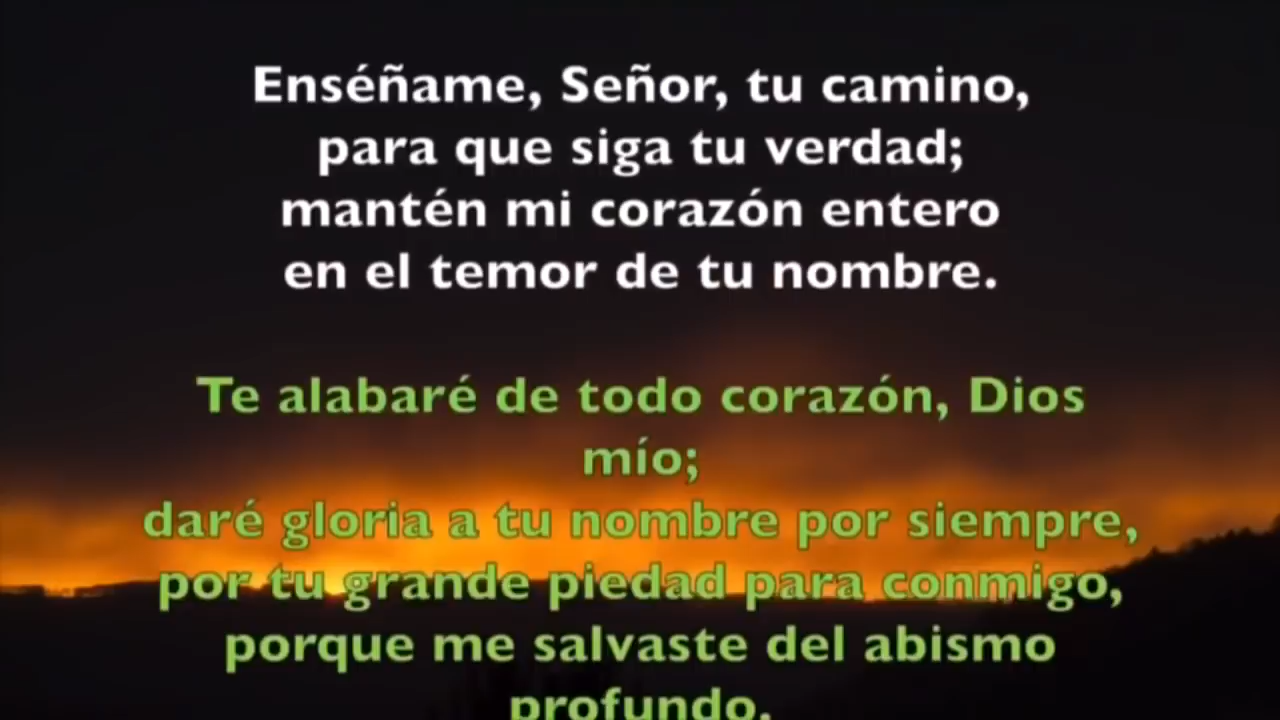 Enséñame, Señor, tu camino,
para que siga tu verdad;
mantén mi corazón entero
en el temor de tu nombre.
Te alabaré de todo corazón, Dios
mío;
daré gloria a tu nombre por siempre,
por tu grande piedad para conmigo,
porque me salvaste del abismo
profundo.